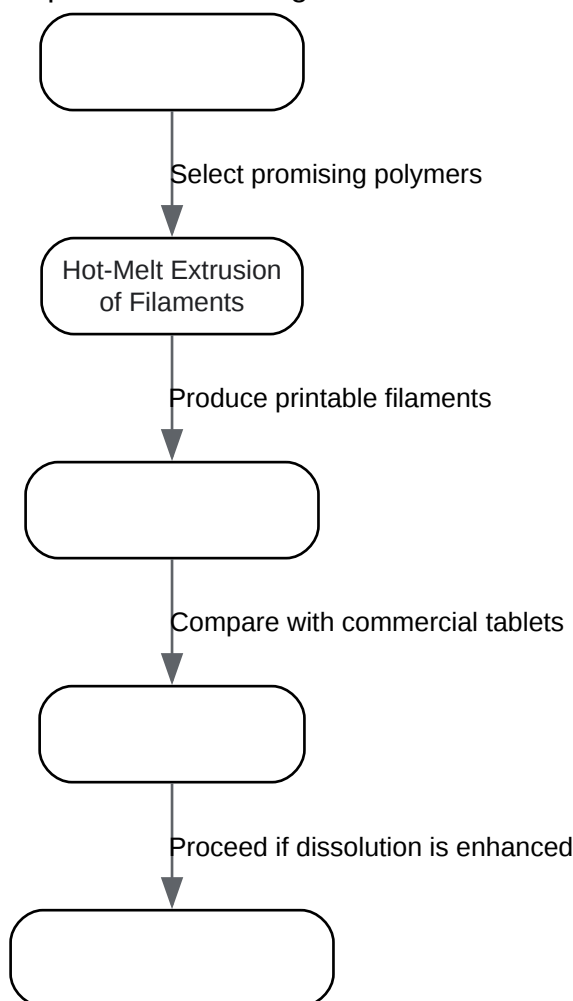 Select promising polymers
Hot-Melt Extrusion
of Filaments
Produce printable filaments
Compare with commercial tablets
Proceed if dissolution is enhanced